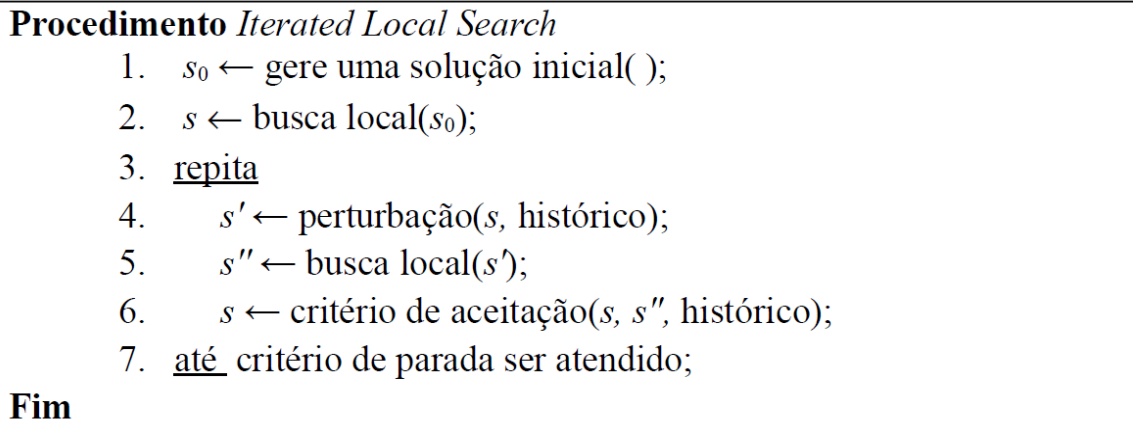 Procedimento Iterated Local Search
1. s₀ ← gere uma solução inicial( );
2. s ← busca local(s₀);
3. repita
4. s′ ← perturbação(s, histórico);
5. s″ ← busca local(s′);
6. s ← critério de aceitação(s, s″, histórico);
7. até critério de parada ser atendido;
Fim